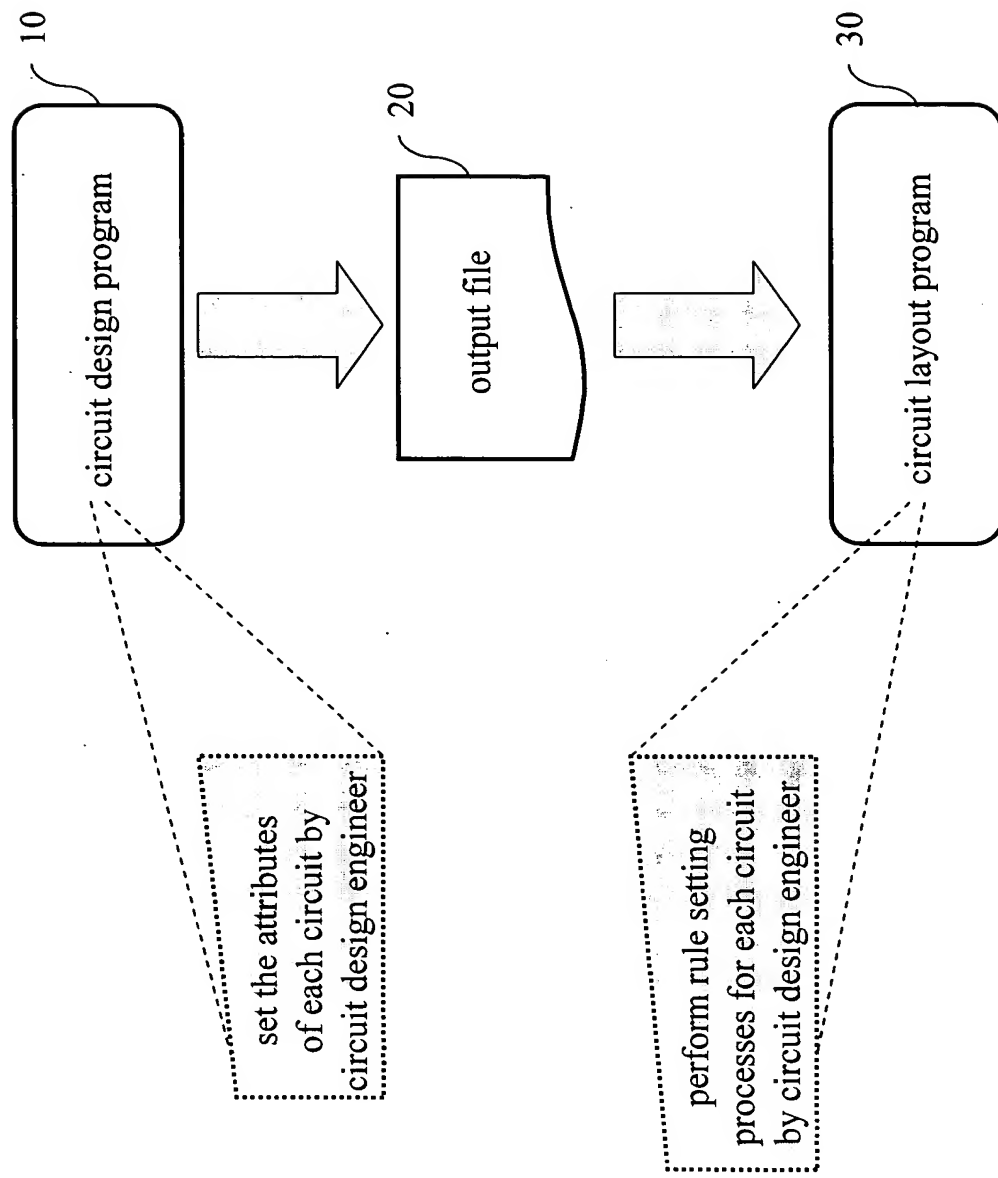 10
circuit design program
set the attributes
of each circuit by
circuit design engineer
20
output file
30
circuit layout program
perform rule setting
processes for each circuit
by circuit design engineer